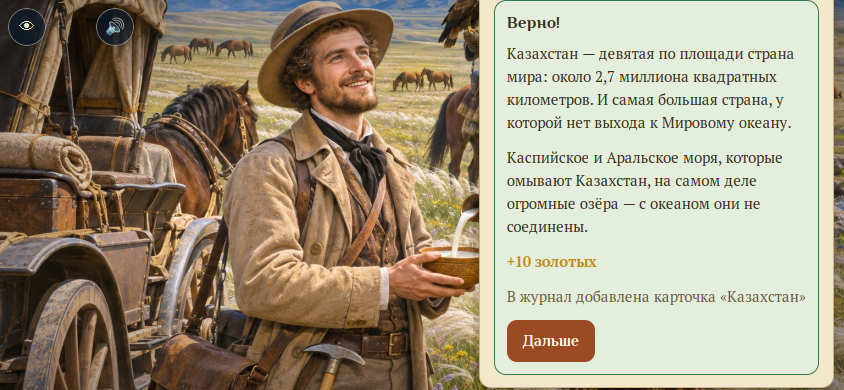 Верно!
Казахстан — девятая по площади страна
мира: около 2,7 миллиона квадратных
километров. И самая большая страна, у
которой нет выхода к Мировому океану.
Каспийское и Аральское моря, которые
омывают Казахстан, на самом деле
огромные озёра — с океаном они не
соединены.
+10 золотых
В журнал добавлена карточка «Казахстан»
Дальше